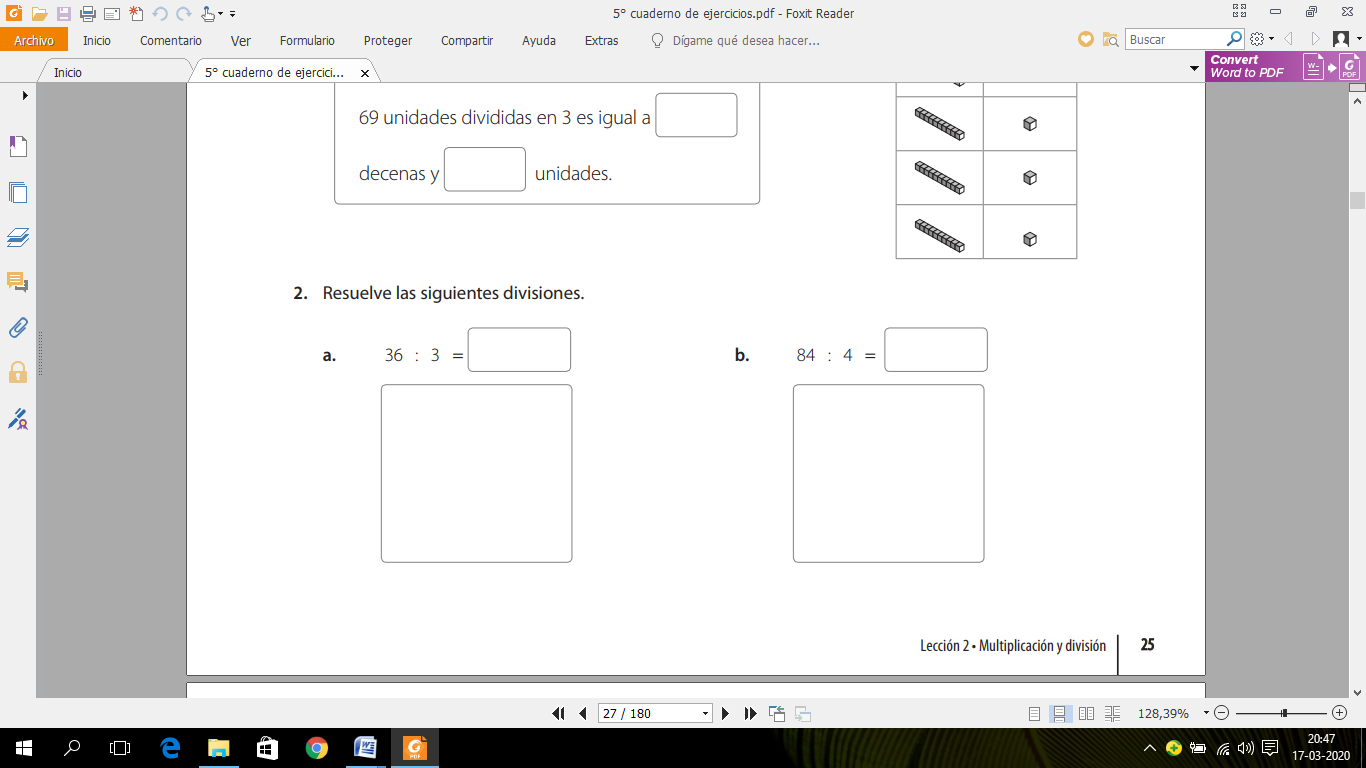 5° cuaderno de ejercicios.pdf - Foxit Reader
Archivo Inicio Comentario Ver Formulario Proteger Compartir Ayuda Extras Dígame qué desea hacer... Buscar
Inicio 5° cuaderno de ejercici... Convert
Word to PDF
69 unidades divididas en 3 es igual a
decenas y unidades.
2. Resuelve las siguientes divisiones.
a. 36 : 3 = b. 84 : 4 =
Lección 2 • Multiplicación y división 25
27 / 180 128,39%
20:47
17-03-2020